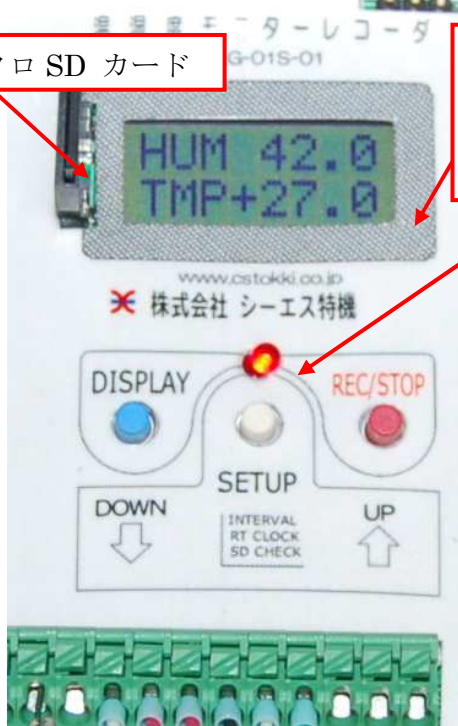 モニターレコーダ
G-01S-01
ロ SD カード
HUM 42.0
TMP+27.0
www.cstokki.co.jp
株式会社 シーエス特機
DISPLAY
REC/STOP
SETUP
DOWN
UP
INTERVAL
RT CLOCK
SD CHECK